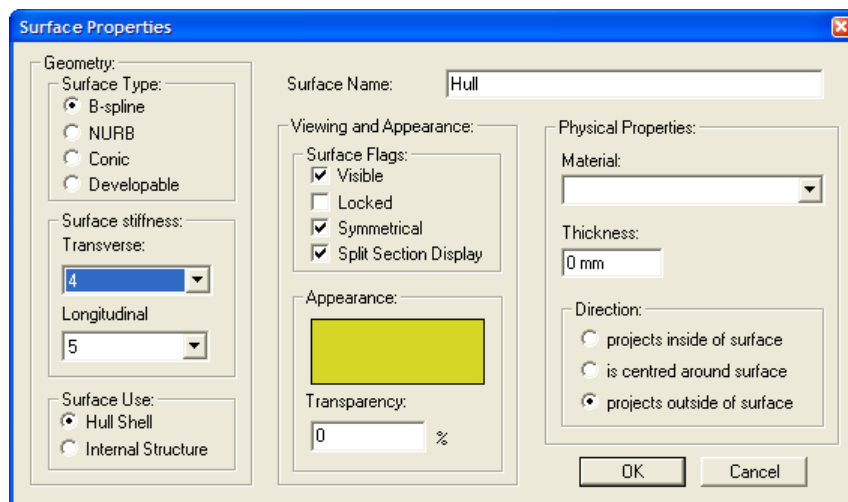 Surface Properties
Geometry:
Surface Type:
B-spline
NURB
Conic
Developable
Surface stiffness:
Transverse:
4
Longitudinal
5
Surface Use:
Hull Shell
Internal Structure
Surface Name: Hull
Viewing and Appearance:
Surface Flags:
Visible
Locked
Symmetrical
Split Section Display
Appearance:
Transparency:
0 %
Physical Properties:
Material:
Thickness:
0 mm
Direction:
projects inside of surface
is centred around surface
projects outside of surface
OK Cancel